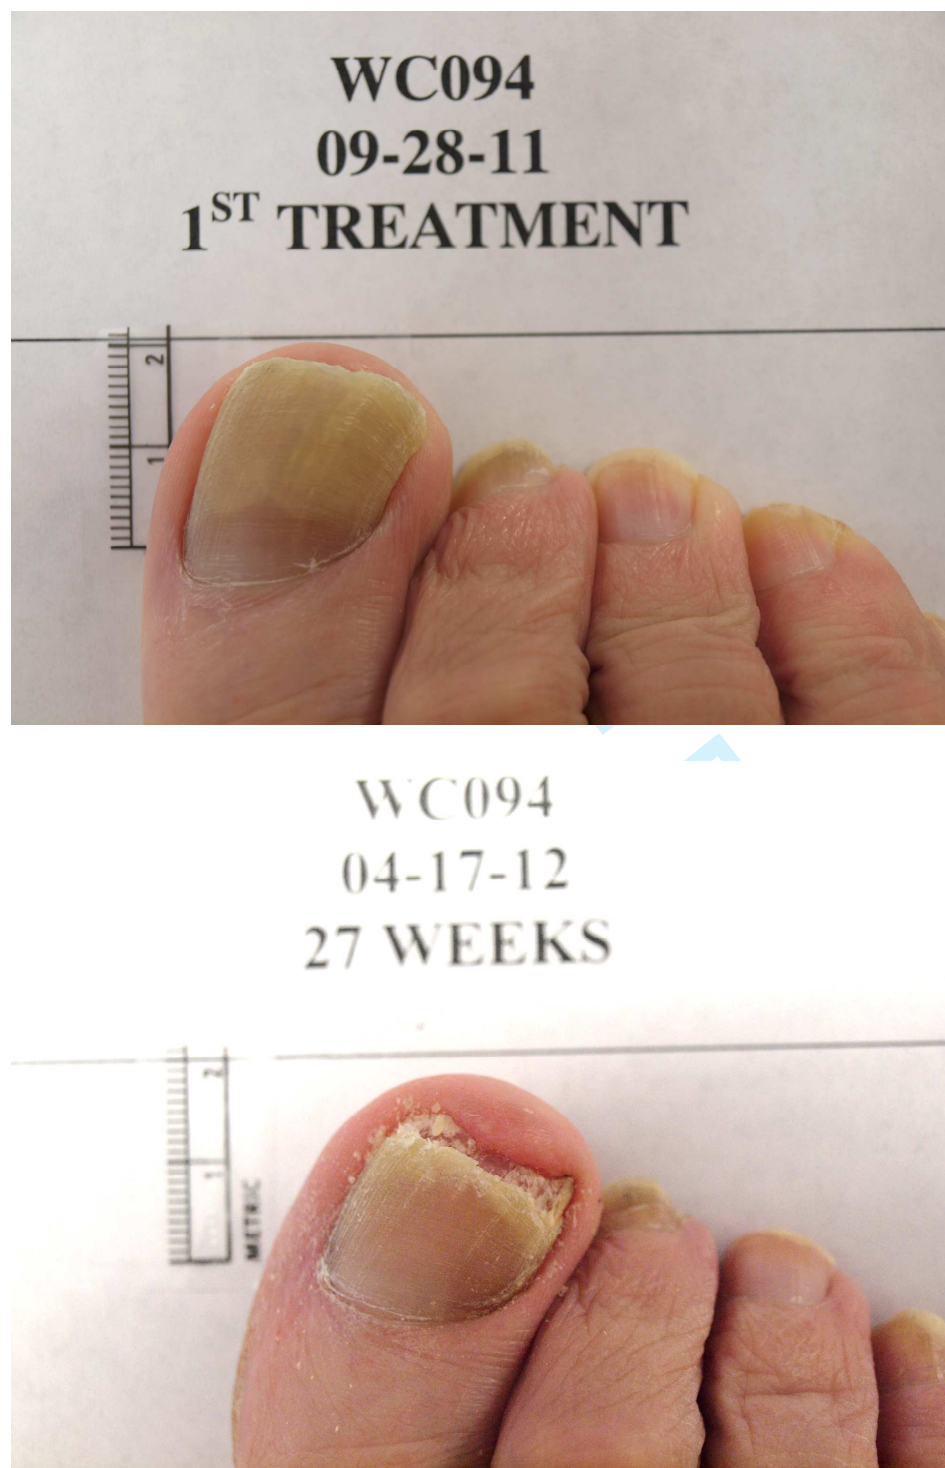 WC094
09-28-11
1ST TREATMENT
2
1
WC094
04-17-12
27 WEEKS
2
1
METRIC